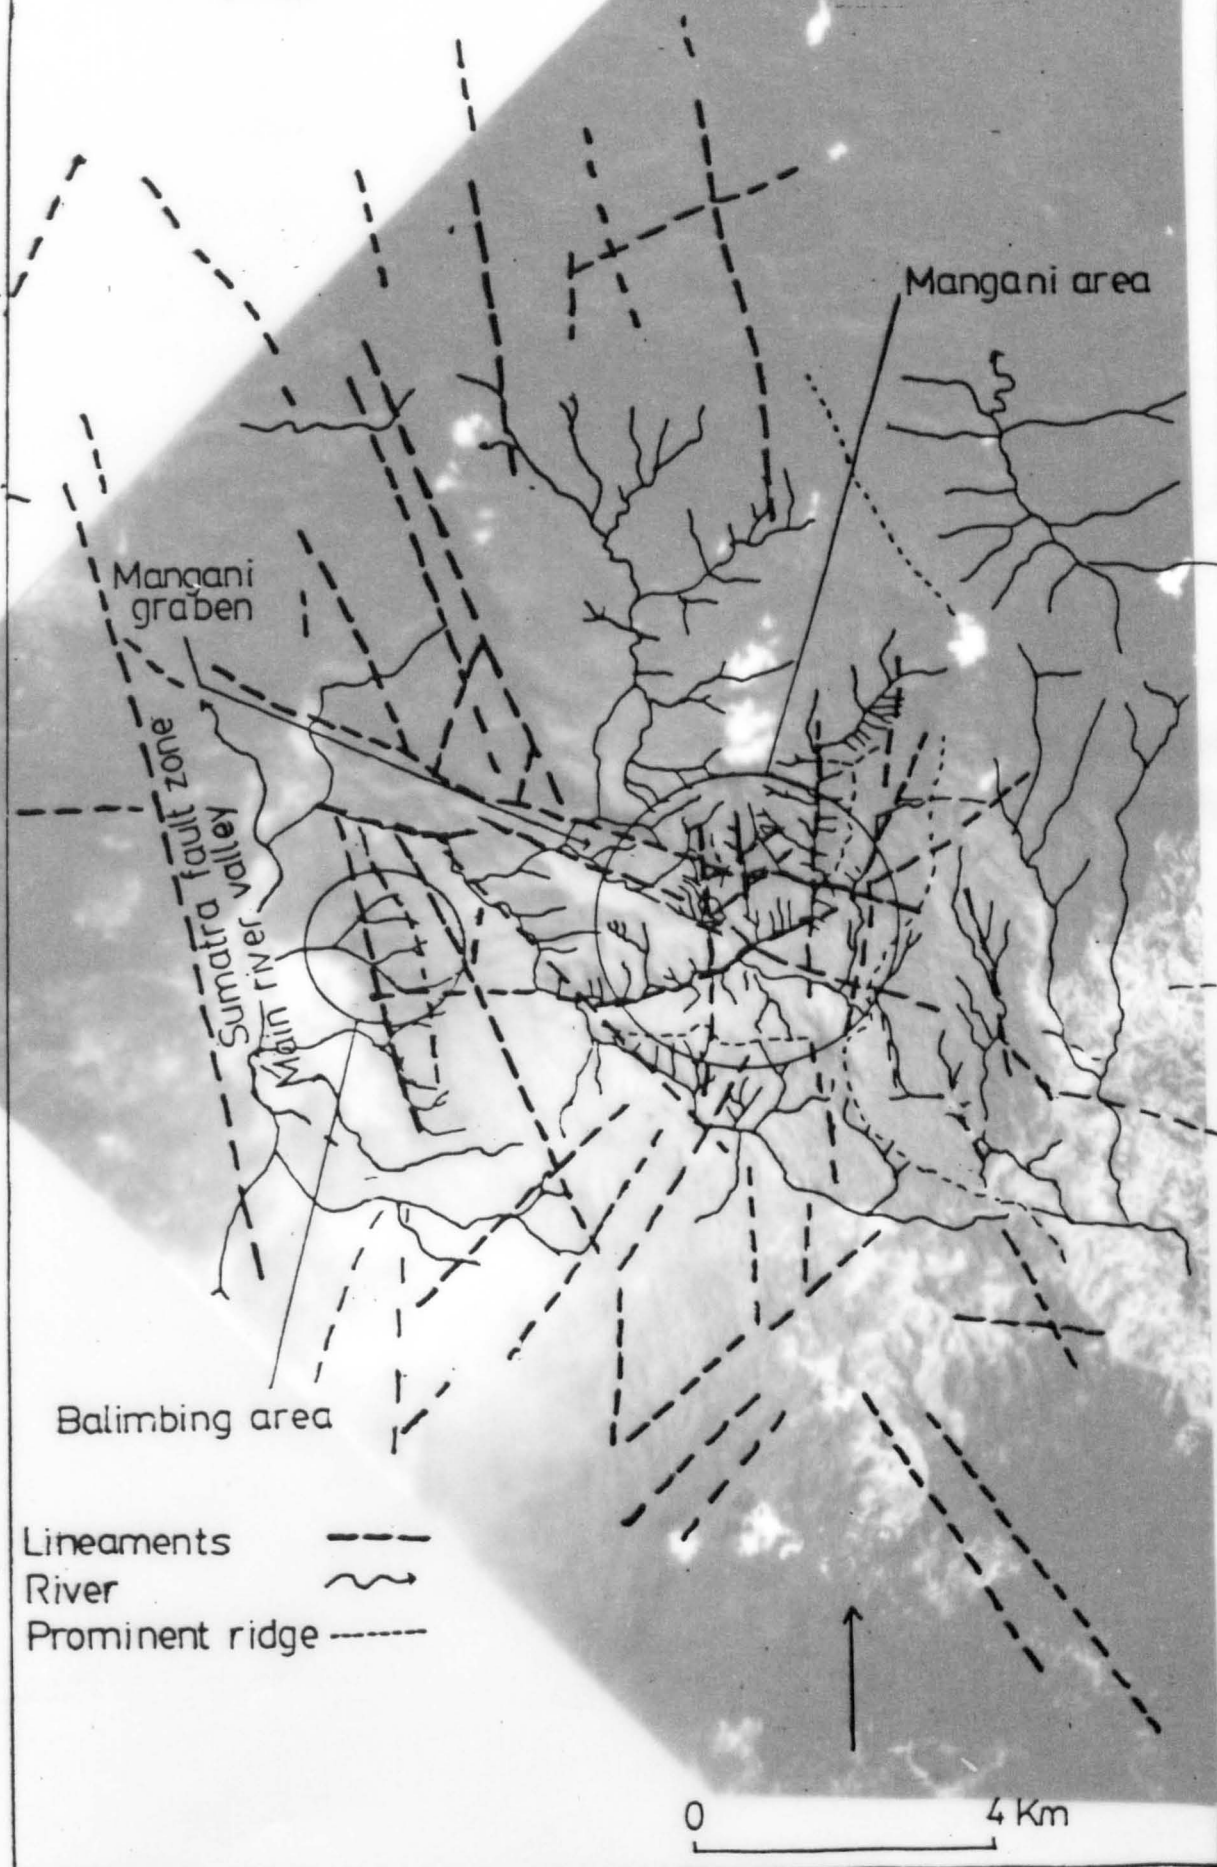 Mangani area
Mangani
graben
Sumatra fault zone
Main river valley
Balimbing area
Lineaments
River
Prominent ridge
0 4 Km